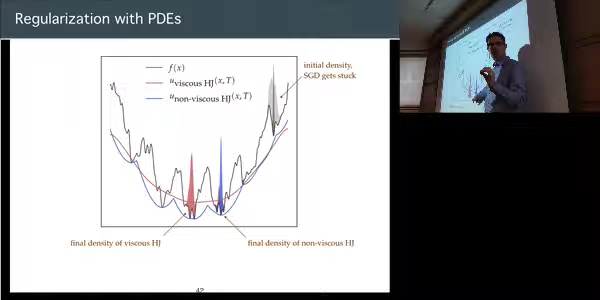 Regularization with PDEs
f(x)
u viscous HJ (x, T)
u non-viscous HJ (x, T)
initial density,
SGD gets stuck
final density of viscous HJ
final density of non-viscous HJ
42